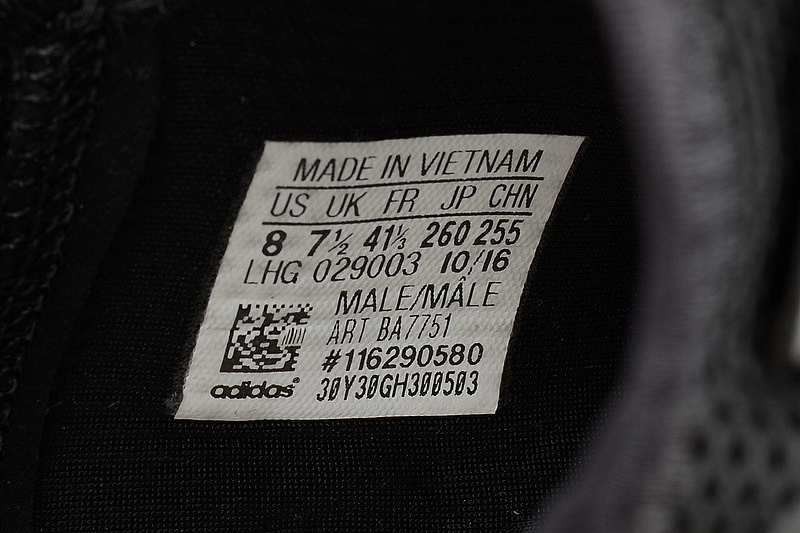 MADE IN VIETNAM
US UK FR JP CHN
8 7½ 41⅓ 260 255
LHG 029003 10/16
MALE/MÂLE
ART BA7751
#116290580
adidas® 30Y30GH300503